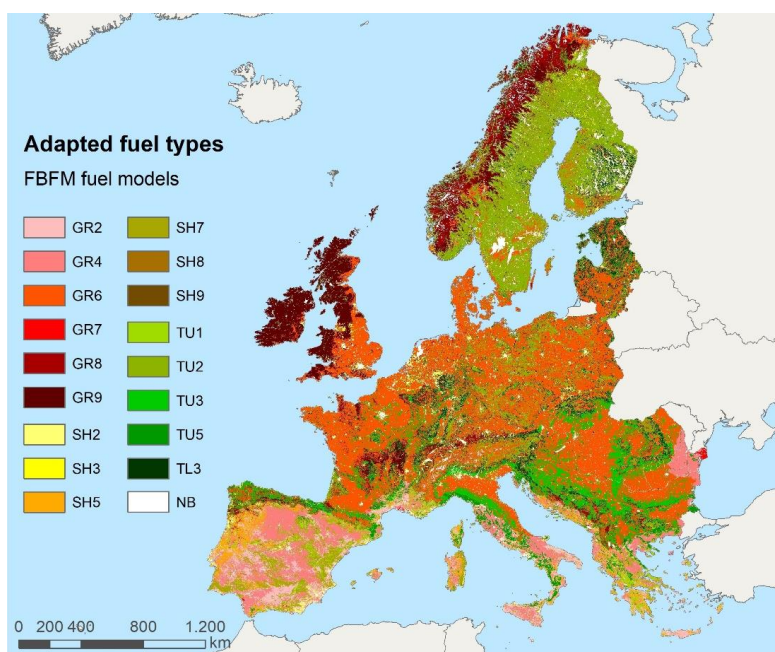 Adapted fuel types
FBFM fuel models
GR2
GR4
GR6
GR7
GR8
GR9
SH2
SH3
SH5
SH7
SH8
SH9
TU1
TU2
TU3
TU5
TL3
NB
0 200 400 800 1.200
km